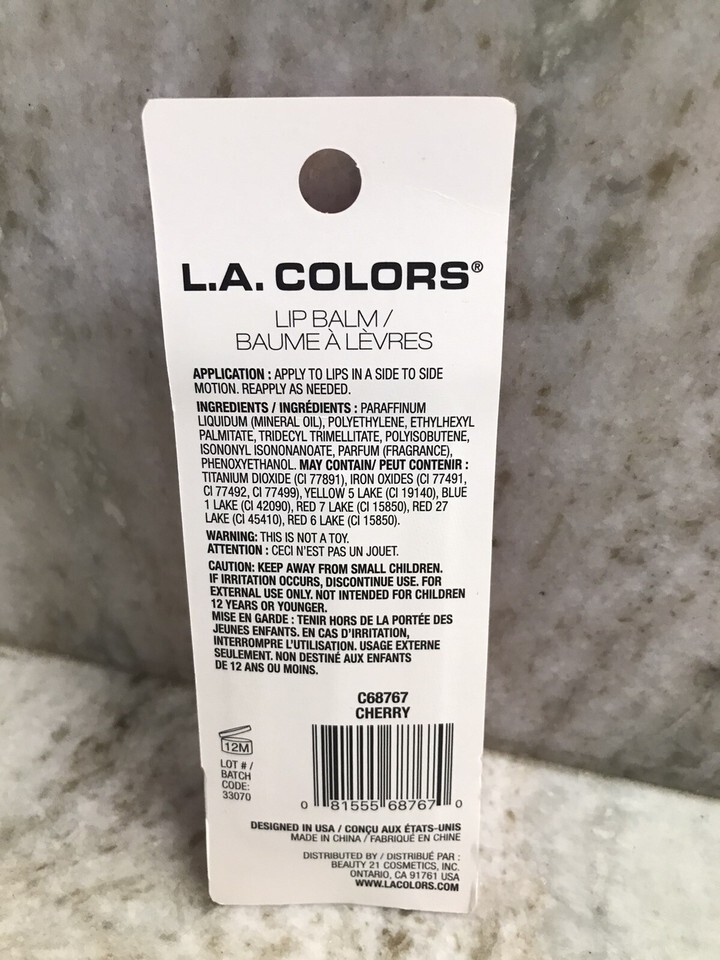 L.A. COLORS®
LIP BALM /
BAUME À LÈVRES
APPLICATION : APPLY TO LIPS IN A SIDE TO SIDE
MOTION. REAPPLY AS NEEDED.
INGREDIENTS / INGRÉDIENTS : PARAFFINUM
LIQUIDUM (MINERAL OIL), POLYETHYLENE, ETHYLHEXYL
PALMITATE, TRIDECYL TRIMELLITATE, POLYISOBUTENE,
ISONONYL ISONONANOATE, PARFUM (FRAGRANCE),
PHENOXYETHANOL. MAY CONTAIN/ PEUT CONTENIR :
TITANIUM DIOXIDE (CI 77891), IRON OXIDES (CI 77491,
CI 77492, CI 77499), YELLOW 5 LAKE (CI 19140), BLUE
1 LAKE (CI 42090), RED 7 LAKE (CI 15850), RED 27
LAKE (CI 45410), RED 6 LAKE (CI 15850).
WARNING: THIS IS NOT A TOY.
ATTENTION : CECI N'EST PAS UN JOUET.
CAUTION: KEEP AWAY FROM SMALL CHILDREN.
IF IRRITATION OCCURS, DISCONTINUE USE. FOR
EXTERNAL USE ONLY. NOT INTENDED FOR CHILDREN
12 YEARS OR YOUNGER.
MISE EN GARDE : TENIR HORS DE LA PORTÉE DES
JEUNES ENFANTS. EN CAS D'IRRITATION,
INTERROMPRE L'UTILISATION. USAGE EXTERNE
SEULEMENT. NON DESTINÉ AUX ENFANTS
DE 12 ANS OU MOINS.
C68767
CHERRY
12M
LOT # /
BATCH
CODE:
33070
0 81555 68767 0
DESIGNED IN USA / CONÇU AUX ÉTATS-UNIS
MADE IN CHINA / FABRIQUÉ EN CHINE
DISTRIBUTED BY / DISTRIBUÉ PAR :
BEAUTY 21 COSMETICS, INC.
ONTARIO, CA 91761 USA
WWW.LACOLORS.COM